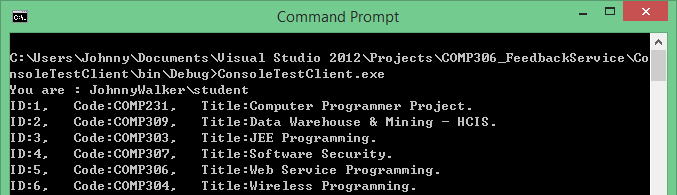 Command Prompt
C:\Users\Johnny\Documents\Visual Studio 2012\Projects\COMP306_FeedbackService\Co
nsoleTestClient\bin\Debug>ConsoleTestClient.exe
You are : JohnnyWalker\student
ID:1,   Code:COMP231,   Title:Computer Programmer Project.
ID:2,   Code:COMP309,   Title:Data Warehouse & Mining - HCIS.
ID:3,   Code:COMP303,   Title:JEE Programming.
ID:4,   Code:COMP307,   Title:Software Security.
ID:5,   Code:COMP306,   Title:Web Service Programming.
ID:6,   Code:COMP304,   Title:Wireless Programming.